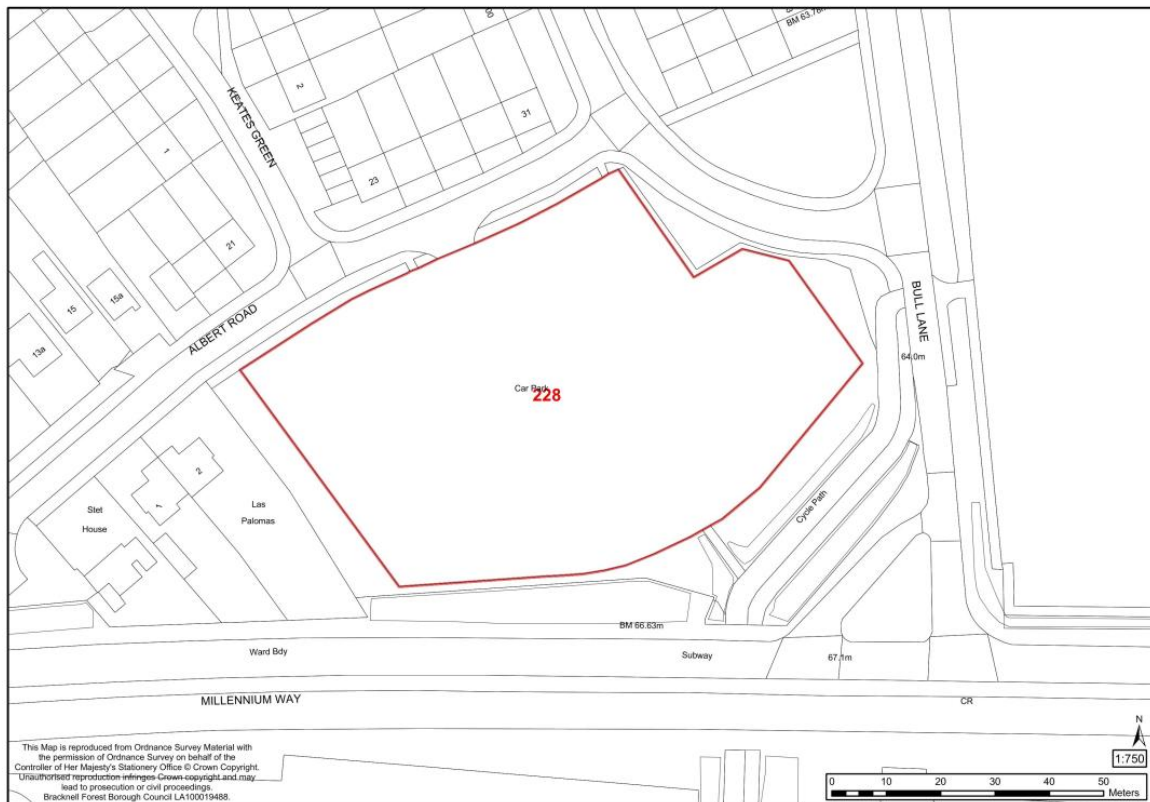 00
BM 63.76m
2
KEATES GREEN
31
1
23
21
15
15a
ALBERT ROAD
BULL LANE
13a
64.0m
Car Park
228
2
1
Las
Palomas
Stet
House
Cycle Path
BM 66.63m
Ward Bdy
Subway
67.1m
MILLENNIUM WAY
CR
N
1:750
This Map is reproduced from Ordnance Survey Material with
the permission of Ordnance Survey on behalf of the
Controller of Her Majesty's Stationery Office © Crown Copyright.
Unauthorised reproduction infringes Crown copyright and may
lead to prosecution or civil proceedings.
Bracknell Forest Borough Council LA100019488.
0 10 20 30 40 50
Meters